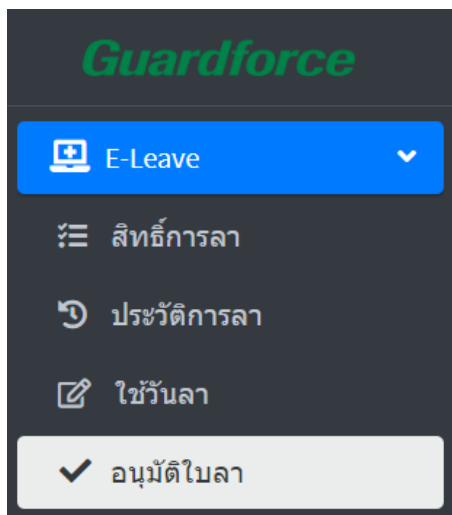 Guardforce
E-Leave
สิทธิ์การลา
ประวัติการลา
ใช้วันลา
อนุมัติใบลา